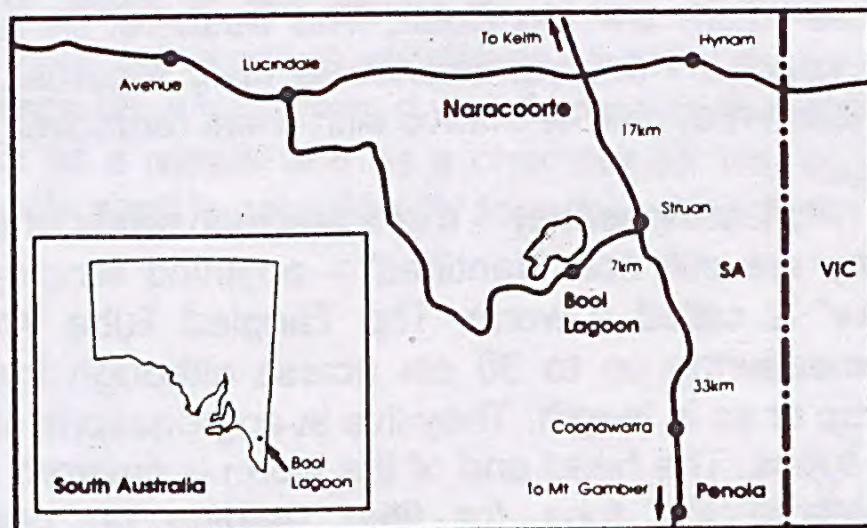 To Keith
Hynam
Avenue
Lucindale
Naracoorte
17km
Struan
7km
SA
VIC
Bool
Lagoon
33km
Coonawarra
To Mt. Gambier
Penola
Bool
Lagoon
South Australia